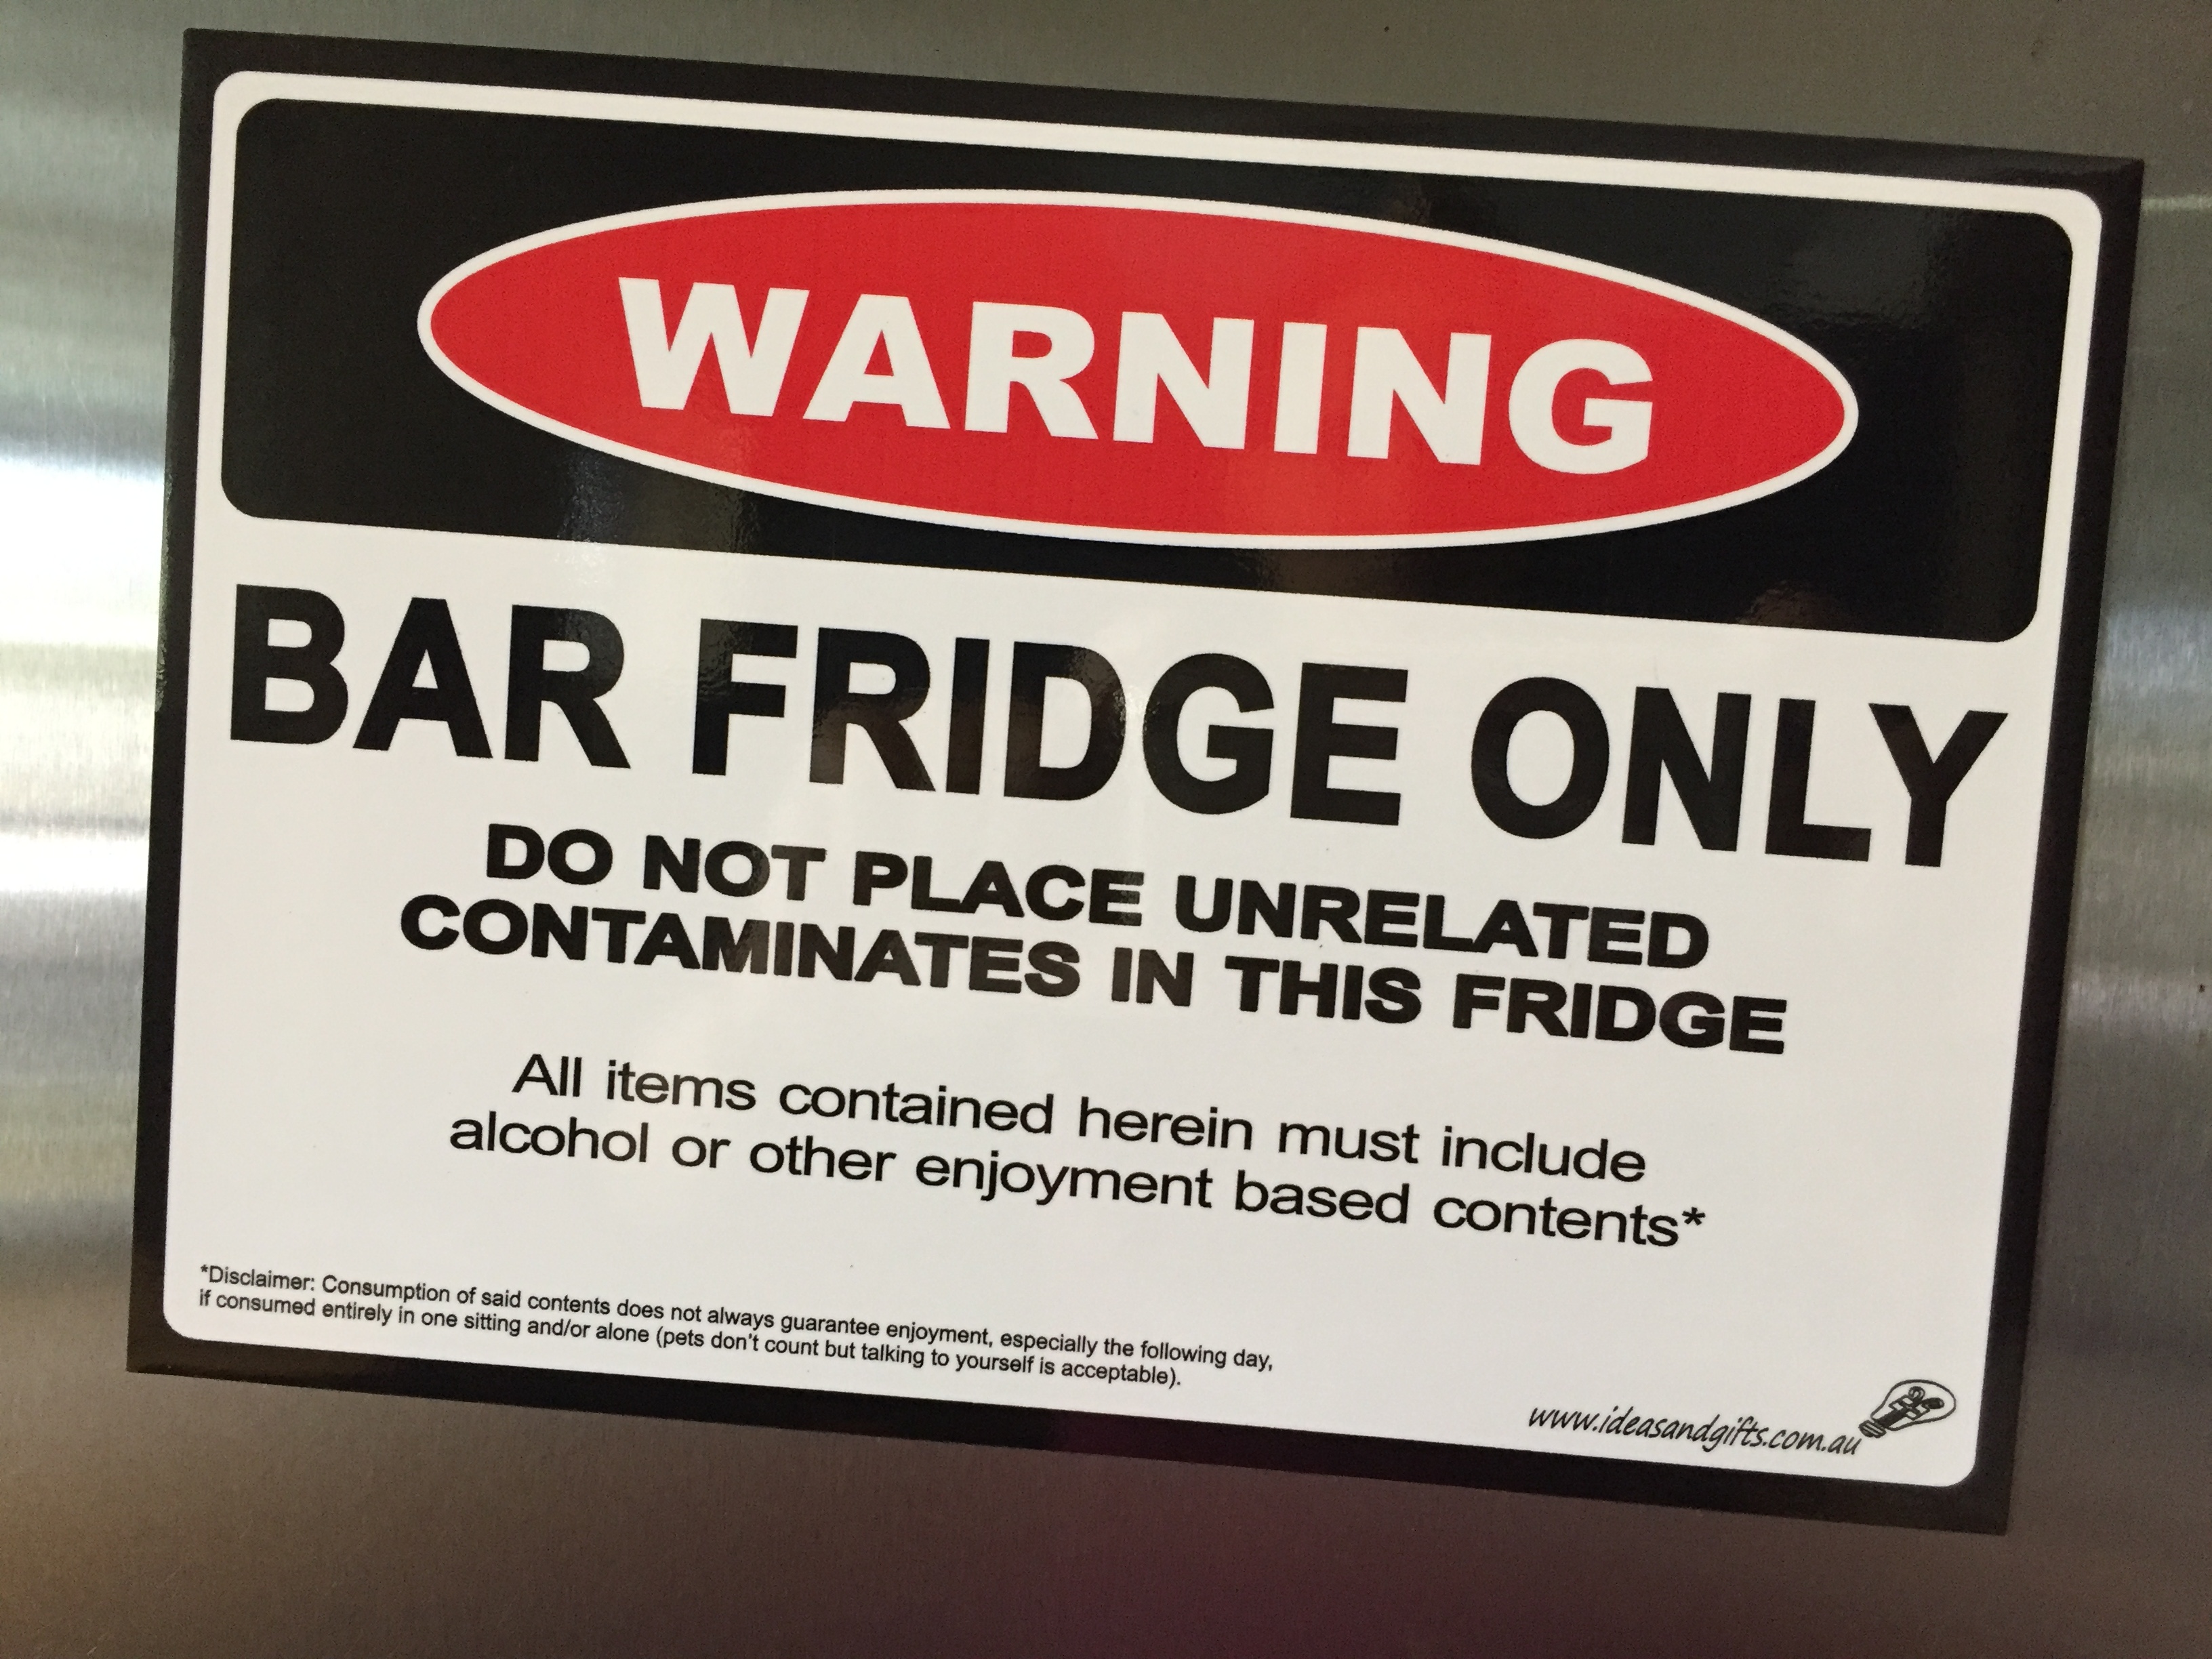 WARNING
BAR FRIDGE ONLY
DO NOT PLACE UNRELATED
CONTAMINATES IN THIS FRIDGE
All items contained herein must include
alcohol or other enjoyment based contents*
*Disclaimer: Consumption of said contents does not always guarantee enjoyment, especially the following day,
if consumed entirely in one sitting and/or alone (pets don't count but talking to yourself is acceptable).
www.ideasandgifts.com.au